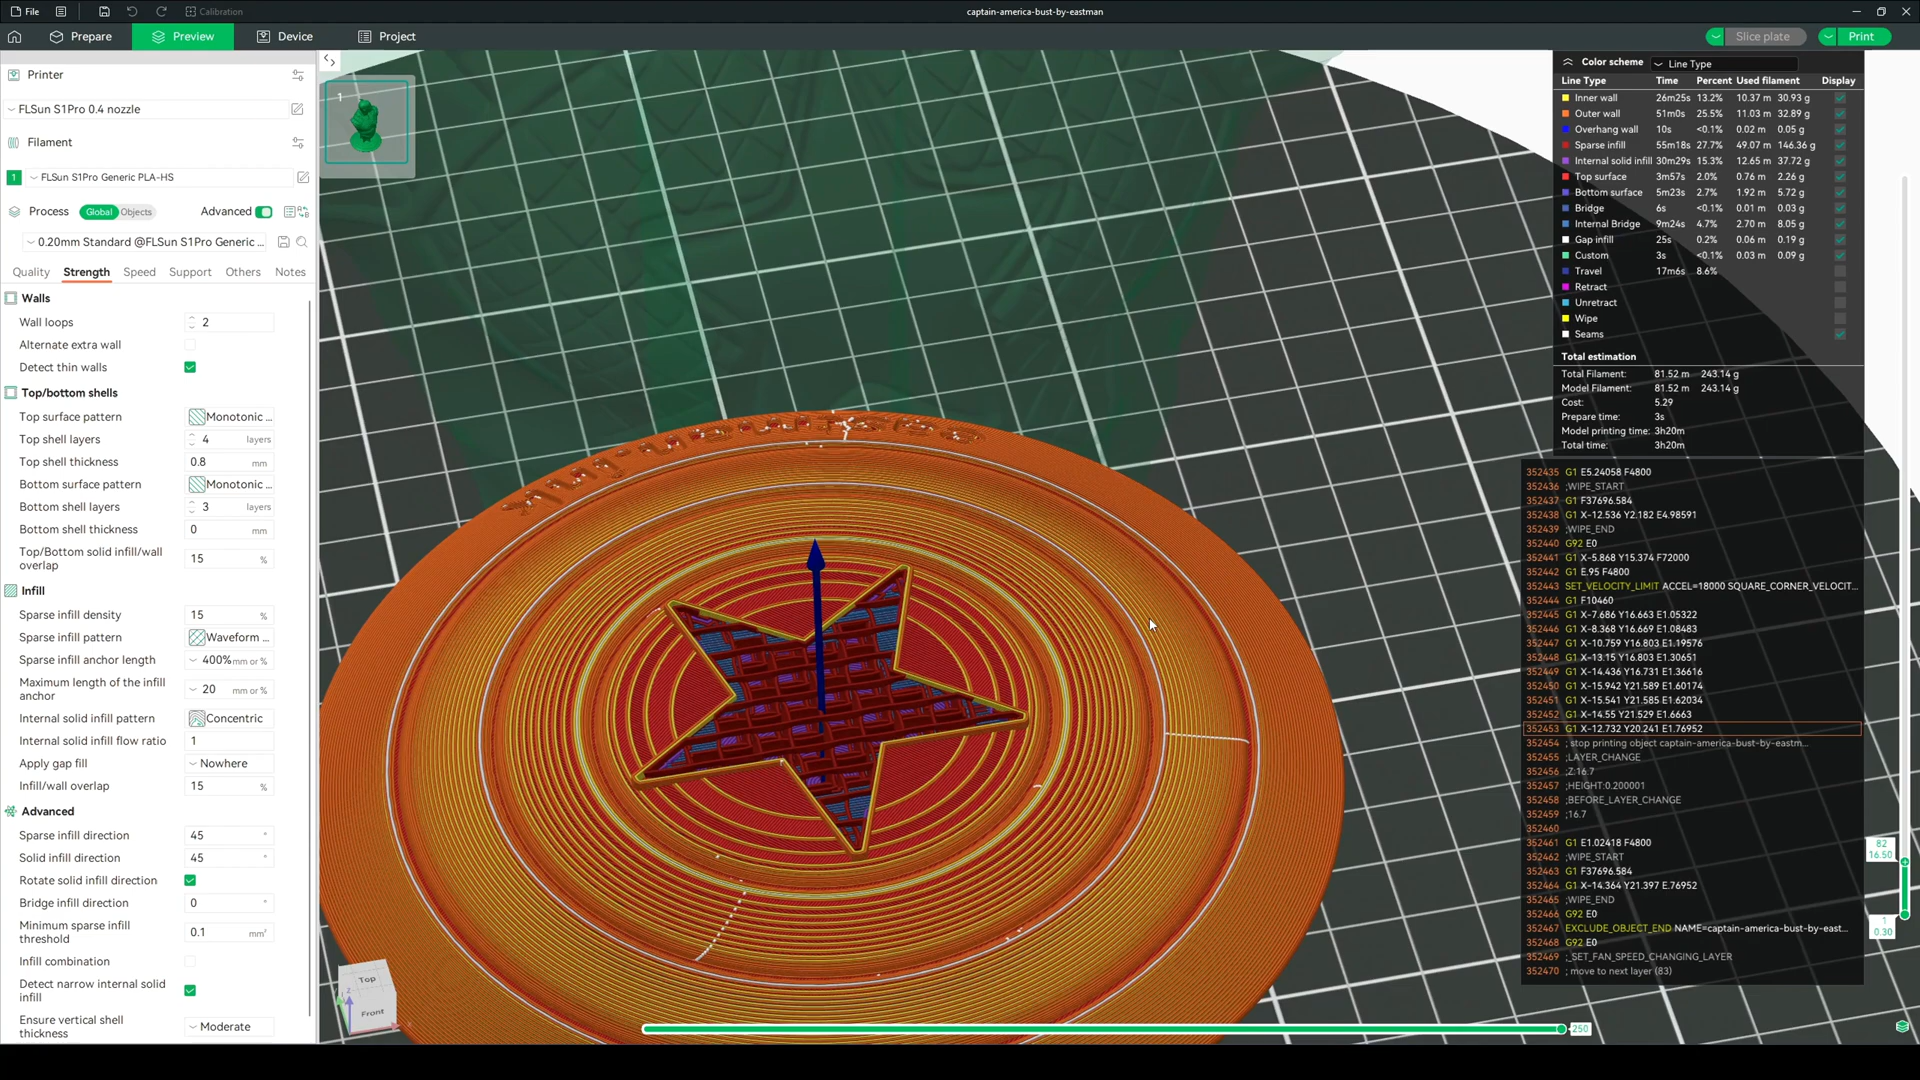 File
Calibration
captain-america-bust-by-eastman
Prepare
Preview
Device
Project
Slice plate
Print
Printer
FLSun S1Pro 0.4 nozzle
Filament
1 FLSun S1Pro Generic PLA-HS
Process Global Objects Advanced
0.20mm Standard @FLSun S1Pro Generic ...
Quality Strength Speed Support Others Notes
Walls
Wall loops 2
Alternate extra wall
Detect thin walls
Top/bottom shells
Top surface pattern Monotonic ...
Top shell layers 4 layers
Top shell thickness 0.8 mm
Bottom surface pattern Monotonic ...
Bottom shell layers 3 layers
Bottom shell thickness 0 mm
Top/Bottom solid infill/wall
overlap 15 %
Infill
Sparse infill density 15 %
Sparse infill pattern Waveform ...
Sparse infill anchor length 400% mm or %
Maximum length of the infill
anchor 20 mm or %
Internal solid infill pattern Concentric
Internal solid infill flow ratio 1
Apply gap fill Nowhere
Infill/wall overlap 15 %
Advanced
Sparse infill direction 45 °
Solid infill direction 45 °
Rotate solid infill direction
Bridge infill direction 0 °
Minimum sparse infill
threshold 0.1 mm²
Infill combination
Detect narrow internal solid
infill
Ensure vertical shell
thickness Moderate
1
Top
Front
250
Color scheme Line Type
Line Type Time Percent Used filament Display
Inner wall 26m25s 13.2% 10.37 m 30.93 g
Outer wall 51m0s 25.5% 11.03 m 32.89 g
Overhang wall 10s <0.1% 0.02 m 0.05 g
Sparse infill 55m18s 27.7% 49.07 m 146.36 g
Internal solid infill 30m29s 15.3% 12.65 m 37.72 g
Top surface 3m57s 2.0% 0.76 m 2.26 g
Bottom surface 5m23s 2.7% 1.92 m 5.72 g
Bridge 6s <0.1% 0.01 m 0.03 g
Internal Bridge 9m24s 4.7% 2.70 m 8.05 g
Gap infill 25s 0.2% 0.06 m 0.19 g
Custom 3s <0.1% 0.03 m 0.09 g
Travel 17m6s 8.6%
Retract
Unretract
Wipe
Seams
Total estimation
Total Filament: 81.52 m 243.14 g
Model Filament: 81.52 m 243.14 g
Cost: 5.29
Prepare time: 3s
Model printing time: 3h20m
Total time: 3h20m
352435 G1 E5.24058 F4800
352436 ;WIPE_START
352437 G1 F37696.584
352438 G1 X-12.536 Y2.182 E4.98591
352439 ;WIPE_END
352440 G92 E0
352441 G1 X-5.868 Y15.374 F72000
352442 G1 E.95 F4800
352443 SET_VELOCITY_LIMIT ACCEL=18000 SQUARE_CORNER_VELOCIT...
352444 G1 F10460
352445 G1 X-7.686 Y16.663 E1.05322
352446 G1 X-8.368 Y16.669 E1.08483
352447 G1 X-10.759 Y16.803 E1.19576
352448 G1 X-13.15 Y16.803 E1.30651
352449 G1 X-14.436 Y16.731 E1.36616
352450 G1 X-15.942 Y21.589 E1.60174
352451 G1 X-15.541 Y21.585 E1.62034
352452 G1 X-14.55 Y21.529 E1.6663
352453 G1 X-12.732 Y20.241 E1.76952
352454 ; stop printing object captain-america-bust-by-eastm...
352455 ;LAYER_CHANGE
352456 ;Z:16.7
352457 ;HEIGHT:0.200001
352458 ;BEFORE_LAYER_CHANGE
352459 ;16.7
352460
352461 G1 E1.02418 F4800
352462 ;WIPE_START
352463 G1 F37696.584
352464 G1 X-14.364 Y21.397 E.76952
352465 ;WIPE_END
352466 G92 E0
352467 EXCLUDE_OBJECT_END NAME=captain-america-bust-by-east...
352468 G92 E0
352469 ;_SET_FAN_SPEED_CHANGING_LAYER
352470 ; move to next layer (83)
82
16.50
1
0.30